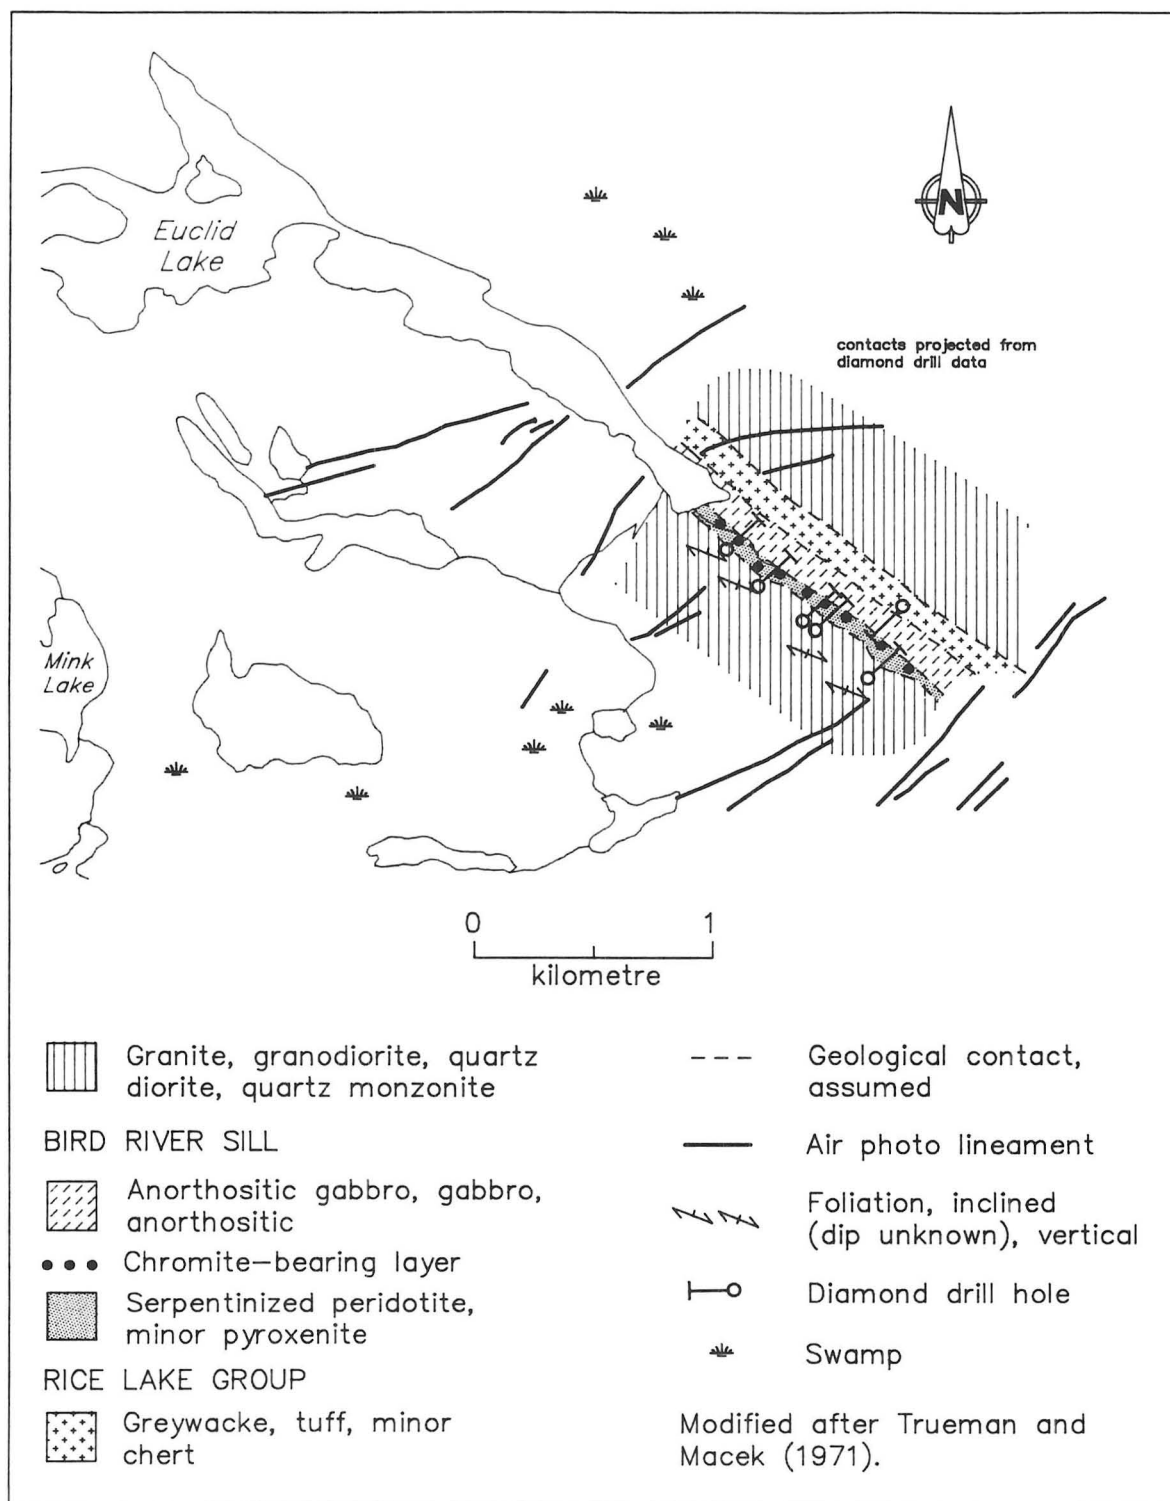 Euclid
Lake
N
contacts projected from
diamond drill data
Mink
Lake
0 1
kilometre
Granite, granodiorite, quartz
diorite, quartz monzonite
BIRD RIVER SILL
Anorthositic gabbro, gabbro,
anorthositic
Chromite-bearing layer
Serpentinized peridotite,
minor pyroxenite
RICE LAKE GROUP
Greywacke, tuff, minor
chert
Geological contact,
assumed
Air photo lineament
Foliation, inclined
(dip unknown), vertical
Diamond drill hole
Swamp
Modified after Trueman and
Macek (1971).